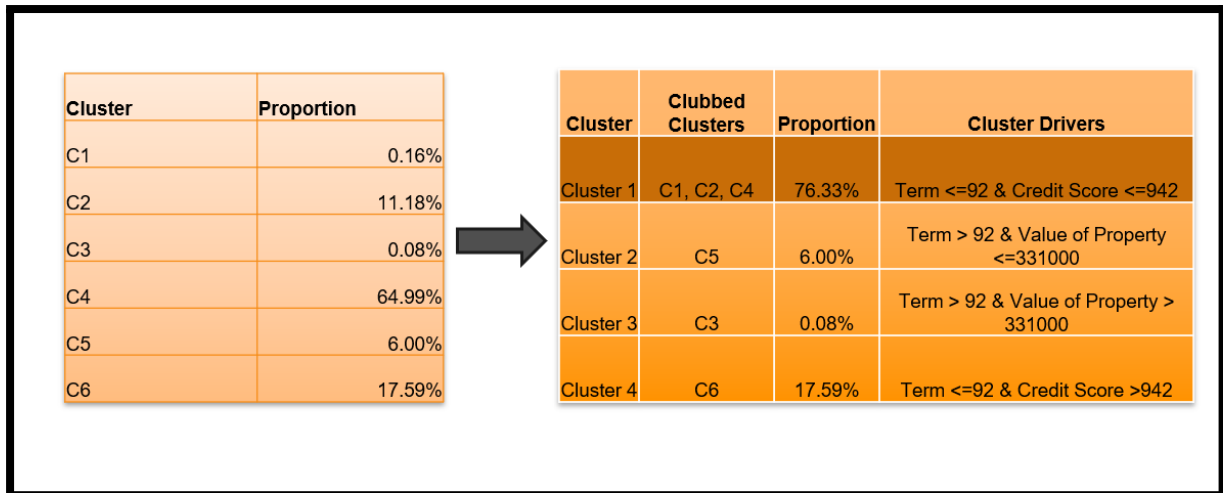 Cluster Proportion
C1 0.16%
C2 11.18%
C3 0.08%
C4 64.99%
C5 6.00%
C6 17.59%
Clubbed
Cluster Clusters Proportion Cluster Drivers
Cluster 1 C1, C2, C4 76.33% Term <=92 & Credit Score <=942
Term > 92 & Value of Property
Cluster 2 C5 6.00% <=331000
Term > 92 & Value of Property >
Cluster 3 C3 0.08% 331000
Cluster 4 C6 17.59% Term <=92 & Credit Score >942